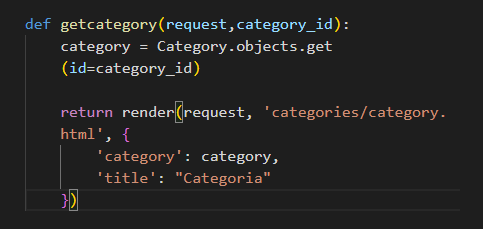 def getcategory(request,category_id):
    category = Category.objects.get
    (id=category_id)

    return render(request, 'categories/category.
    html', {
        'category': category,
        'title': "Categoria"
    })